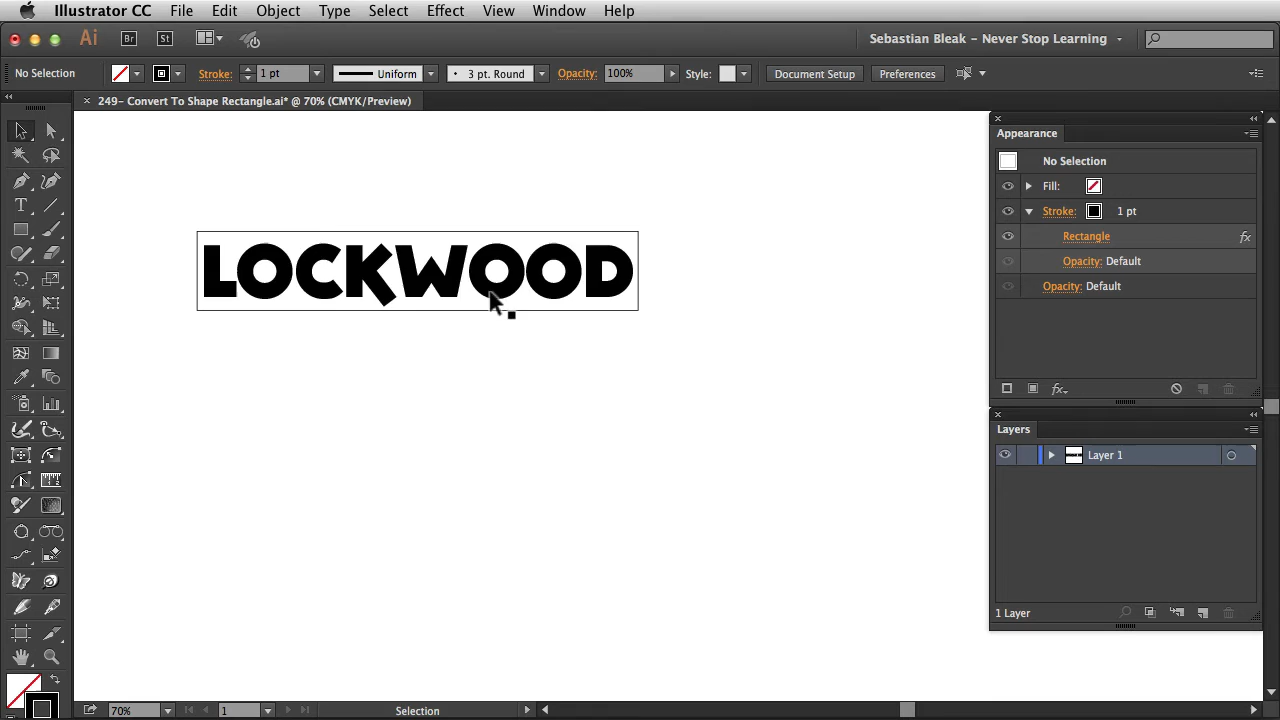 Illustrator CC File Edit Object Type Select Effect View Window Help
Ai Br St Sebastian Bleak – Never Stop Learning
No Selection Stroke: 1 pt Uniform 3 pt. Round Opacity: 100% Style: Document Setup Preferences
249- Convert To Shape Rectangle.ai* @ 70% (CMYK/Preview)
LOCKWOOD
Appearance
No Selection
Fill:
Stroke: 1 pt
Rectangle fx
Opacity: Default
Opacity: Default
fx
Layers
Layer 1
1 Layer
70% 1 Selection